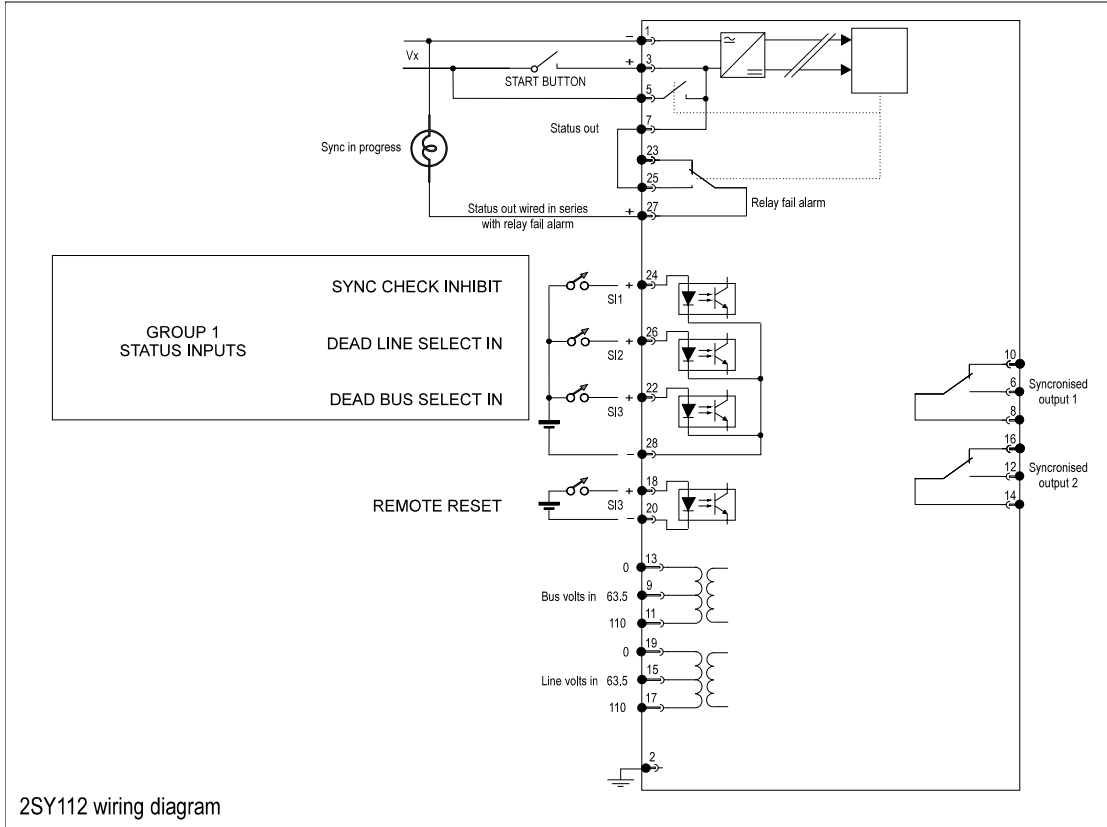 1
–
Vx
+ 3
START BUTTON
5
Status out
7
Sync in progress
23
25
Relay fail alarm
Status out wired in series
with relay fail alarm
+ 27
GROUP 1
STATUS INPUTS
SYNC CHECK INHIBIT
SI1
+ 24
DEAD LINE SELECT IN
SI2
+ 26
DEAD BUS SELECT IN
SI3
+ 22
– 28
REMOTE RESET
SI3
+ 18
– 20
10
6
8
Syncronised
output 1
16
12
14
Syncronised
output 2
0 13
Bus volts in 63.5 9
110 11
0 19
Line volts in 63.5 15
110 17
2
2SY112 wiring diagram